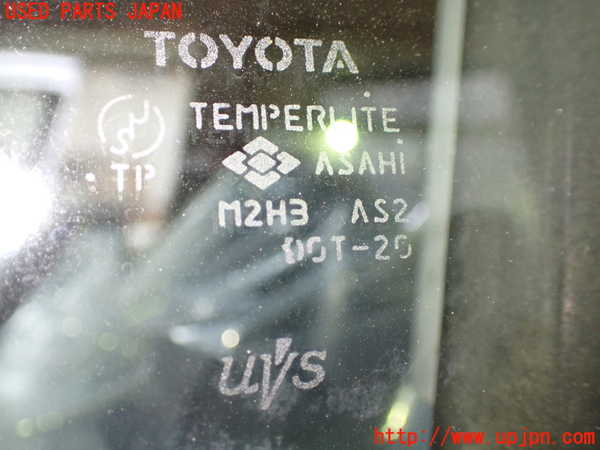 USED PARTS JAPAN
TOYOTA
TEMPERLITE
TP
ASAHI
M2H3 AS2
DOT-20
uvs
http://www.upjpn.com